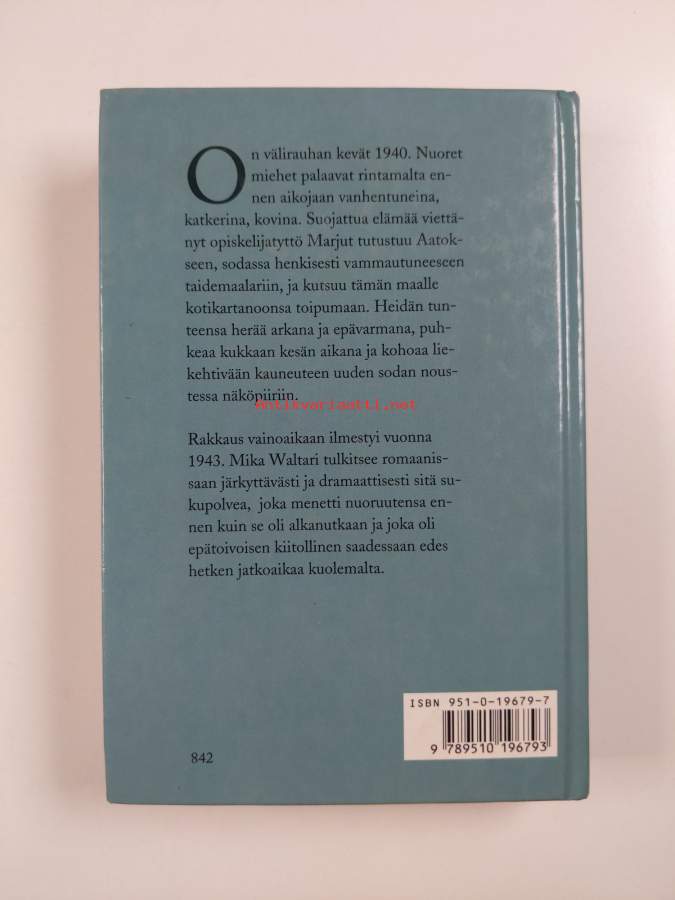 On välirauhan kevät 1940. Nuoret
miehet palaavat rintamalta en-
nen aikojaan vanhentuneina,
katkerina, kovina. Suojattua elämää viettä-
nyt opiskelijatyttö Marjut tutustuu Aatok-
seen, sodassa henkisesti vammautuneeseen
taidemaalariin, ja kutsuu tämän maalle
kotikartanoonsa toipumaan. Heidän tun-
teensa herää arkana ja epävarmana, puh-
keaa kukkaan kesän aikana ja kohoaa lie-
kehtivään kauneuteen uuden sodan nous-
tessa näköpiiriin.
Antikvariaatti.net
Rakkaus vainoaikaan ilmestyi vuonna
1943. Mika Waltari tulkitsee romaanis-
saan järkyttävästi ja dramaattisesti sitä su-
kupolvea, joka menetti nuoruutensa en-
nen kuin se oli alkanutkaan ja joka oli
epätoivoisen kiitollinen saadessaan edes
hetken jatkoaikaa kuolemalta.
ISBN 951-0-19679-7
9 789510 196793
842